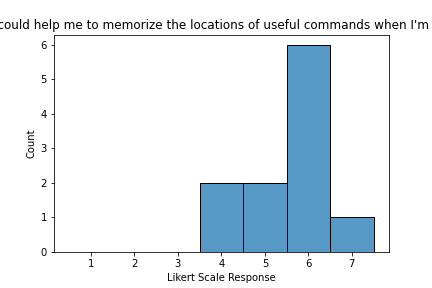 could help me to memorize the locations of useful commands when I'm
6
5
4
3
2
1
0
Count
1 2 3 4 5 6 7
Likert Scale Response